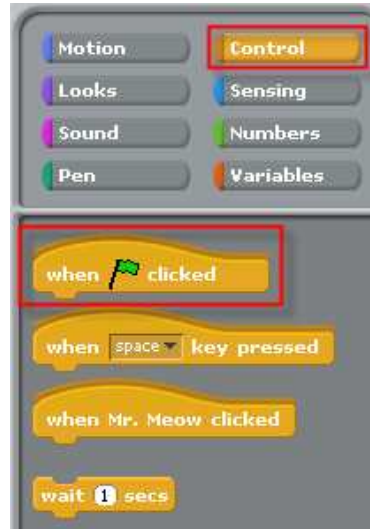 Motion Control
Looks Sensing
Sound Numbers
Pen Variables
when clicked
when space key pressed
when Mr. Meow clicked
wait 1 secs